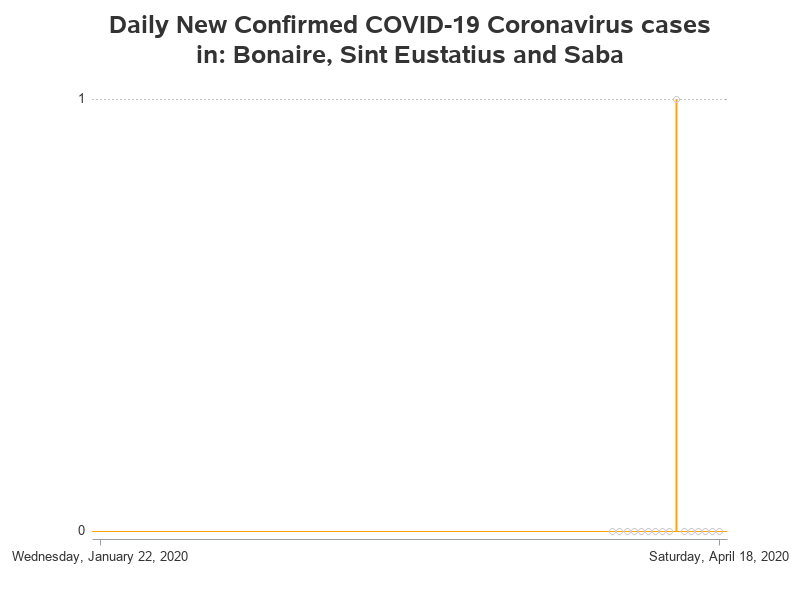 Daily New Confirmed COVID-19 Coronavirus cases
in: Bonaire, Sint Eustatius and Saba
1
0
Wednesday, January 22, 2020
Saturday, April 18, 2020